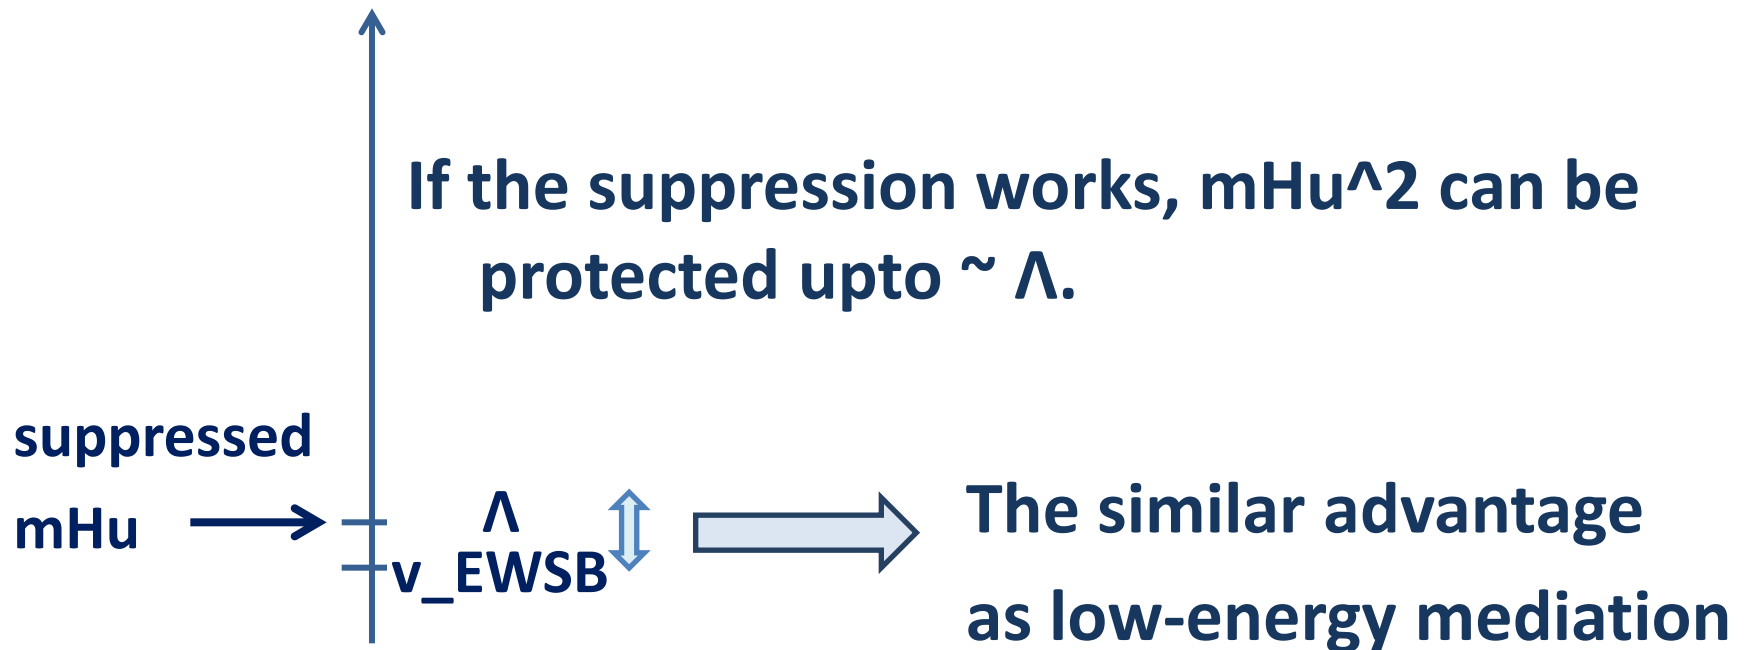 If the suppression works, mHu^2 can be
protected upto ~ Λ.
suppressed
mHu
Λ
v_EWSB
The similar advantage
as low-energy mediation